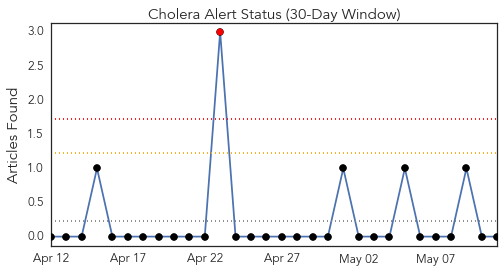 Cholera Alert Status (30-Day Window)
Articles Found
3.0
2.5
2.0
1.5
1.0
0.5
0.0
Apr 12 Apr 17 Apr 22 Apr 27 May 02 May 07